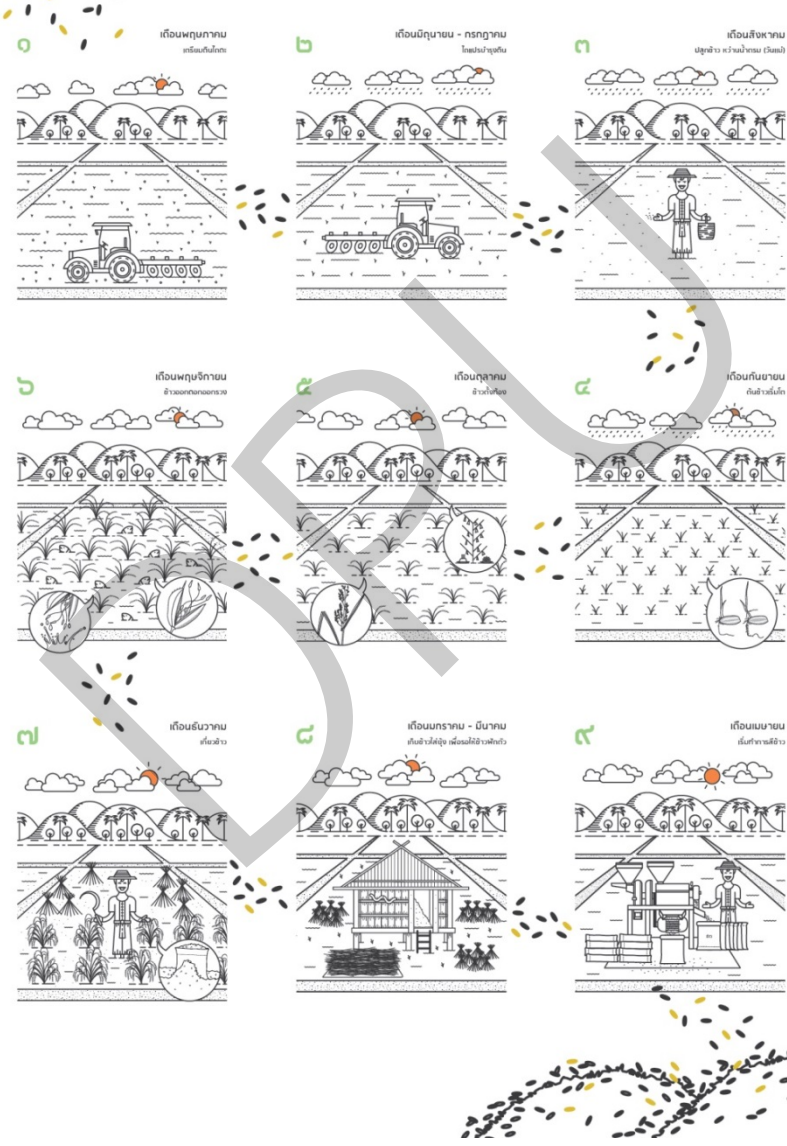 ๑
เดือนพฤษภาคม
เตรียมดินไถดะ
๒
เดือนมิถุนายน - กรกฎาคม
ไถแปรบำรุงดิน
๓
เดือนสิงหาคม
ปลูกข้าว หว่านน้ำตรม (วันแม่)
๔
เดือนกันยายน
ต้นข้าวเริ่มโต
๕
เดือนตุลาคม
ข้าวตั้งท้อง
๖
เดือนพฤษจิกายน
ข้าวออกดอกออกรวง
๗
เดือนธันวาคม
เกี่ยวข้าว
๘
เดือนมกราคม - มีนาคม
เก็บข้าวใส่ยุ้ง เพื่อรอให้ข้าวพักตัว
๙
เดือนเมษายน
เริ่มทำการสีข้าว
DPU